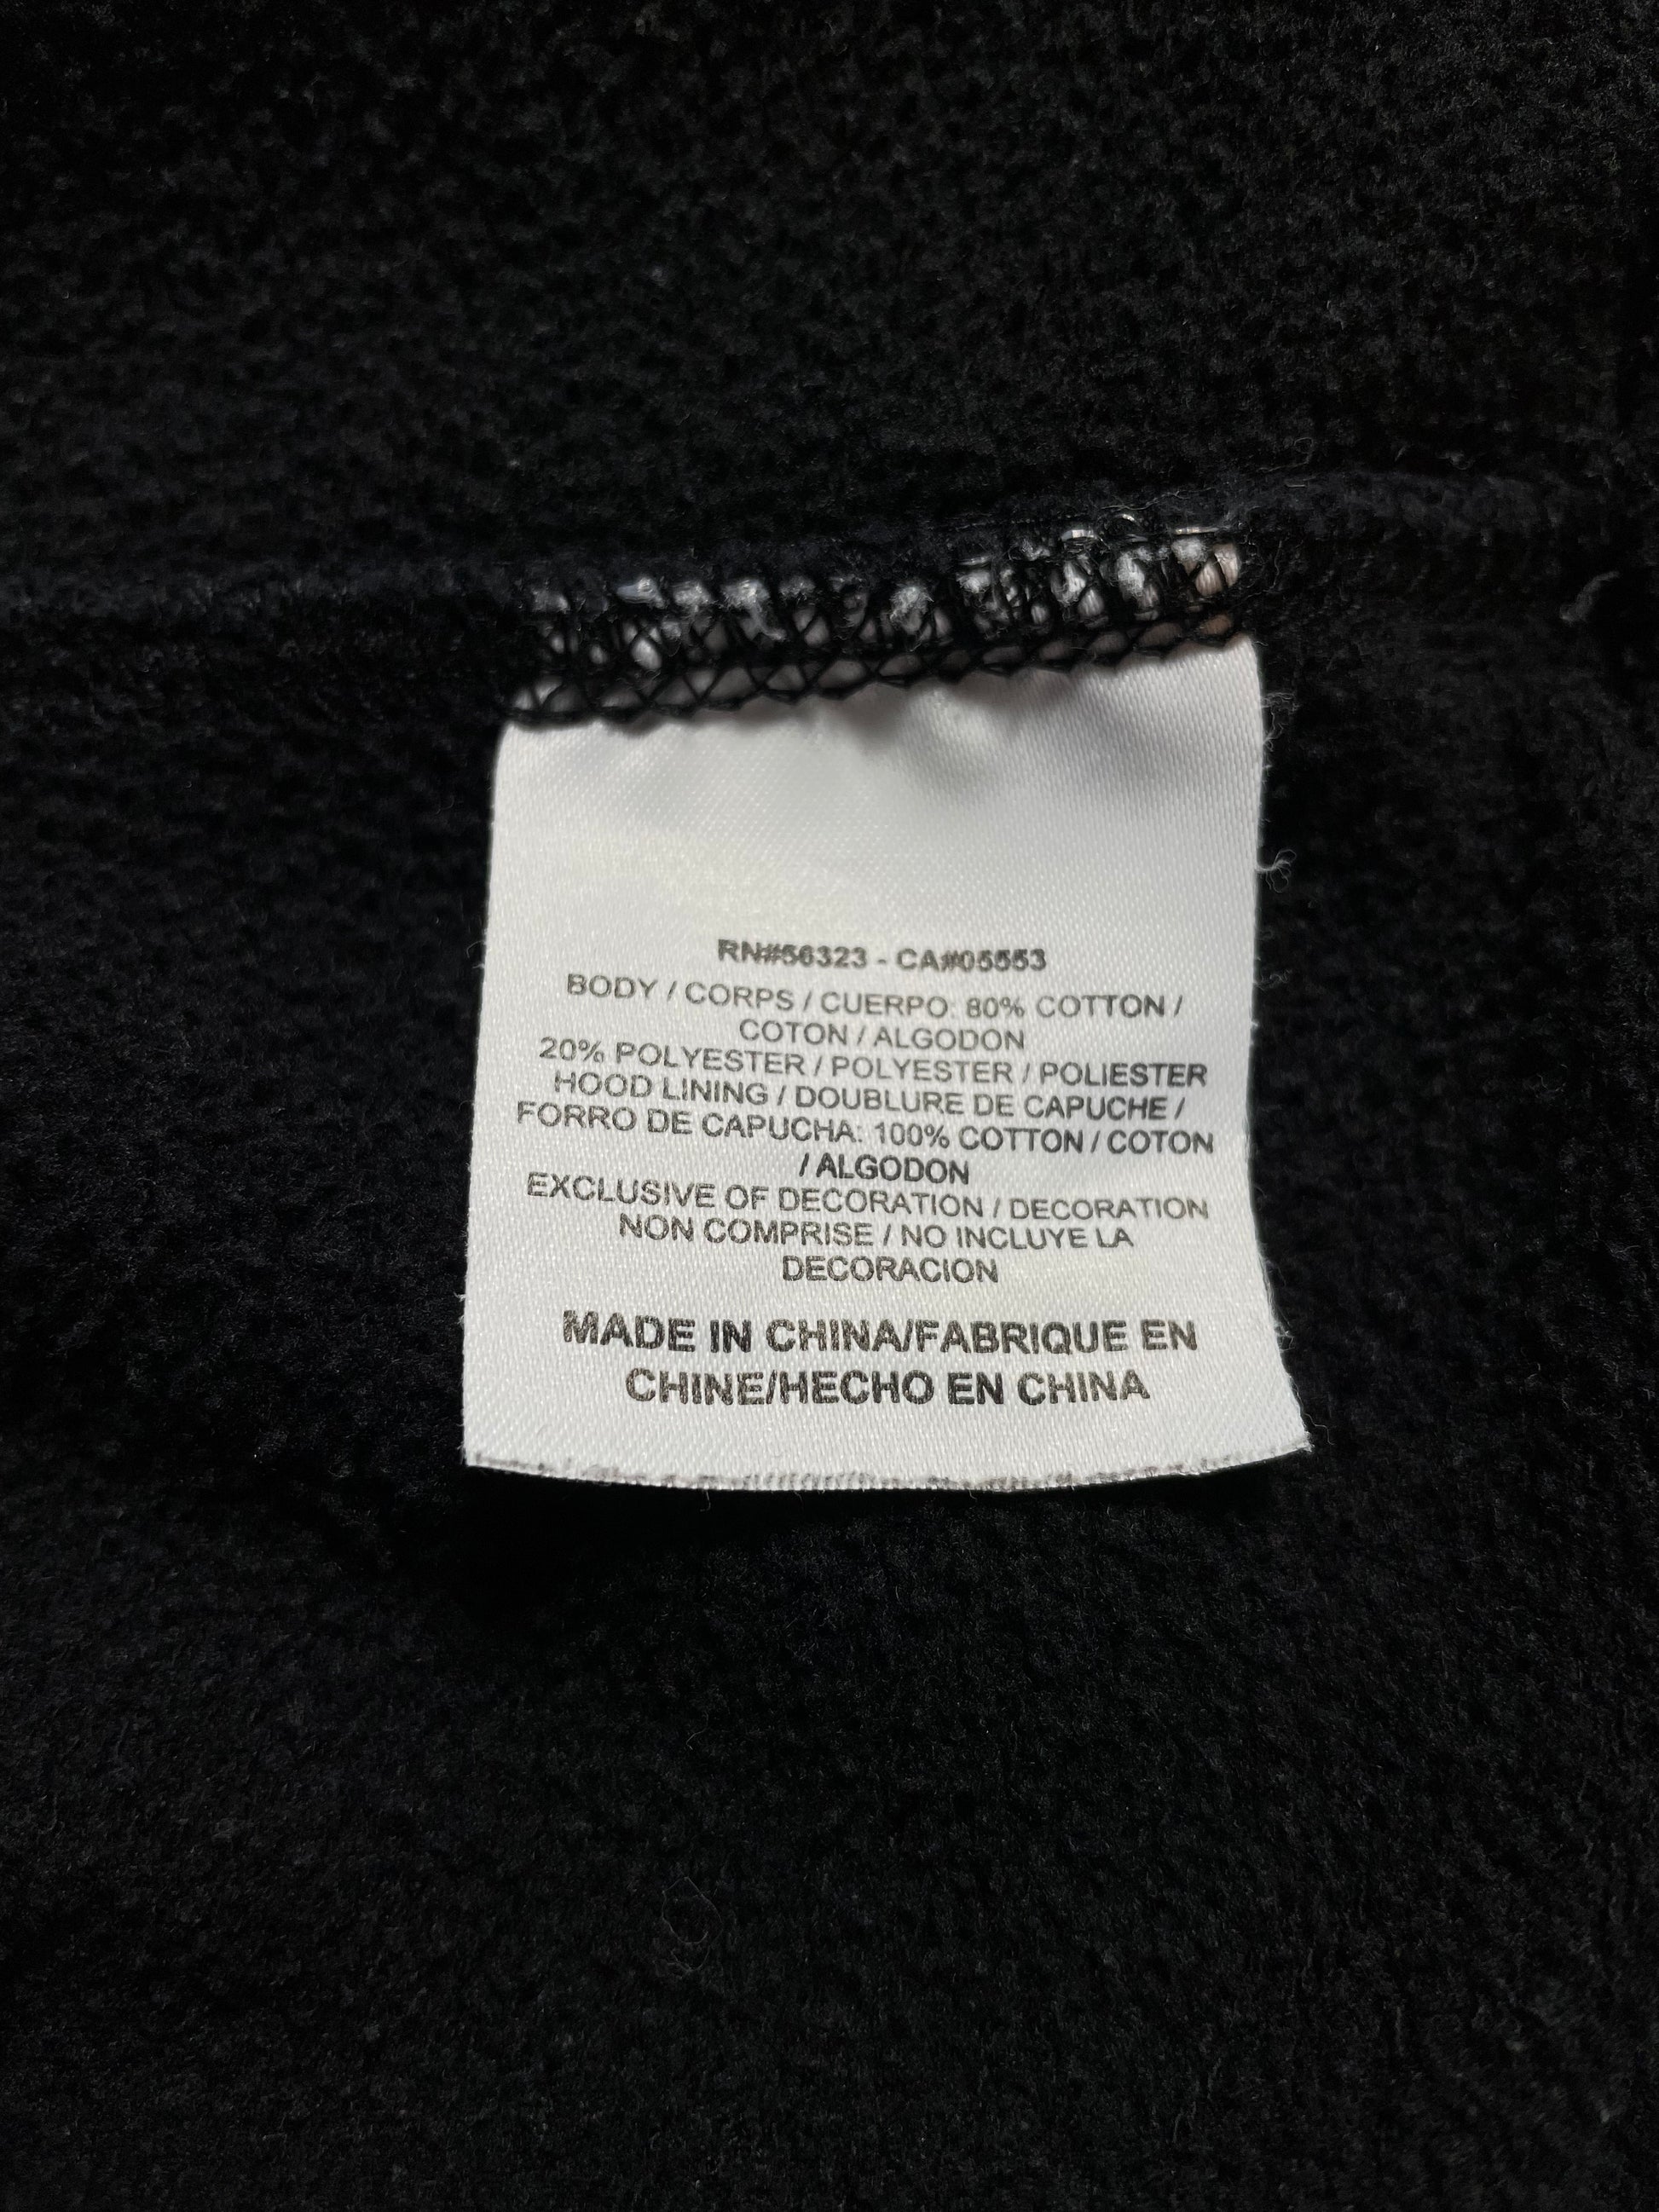 RN#56323 - CA#05553
BODY / CORPS / CUERPO: 80% COTTON /
COTON / ALGODON
20% POLYESTER / POLYESTER / POLIESTER
HOOD LINING / DOUBLURE DE CAPUCHE /
FORRO DE CAPUCHA: 100% COTTON / COTON
/ ALGODON
EXCLUSIVE OF DECORATION / DECORATION
NON COMPRISE / NO INCLUYE LA
DECORACION
MADE IN CHINA/FABRIQUE EN
CHINE/HECHO EN CHINA